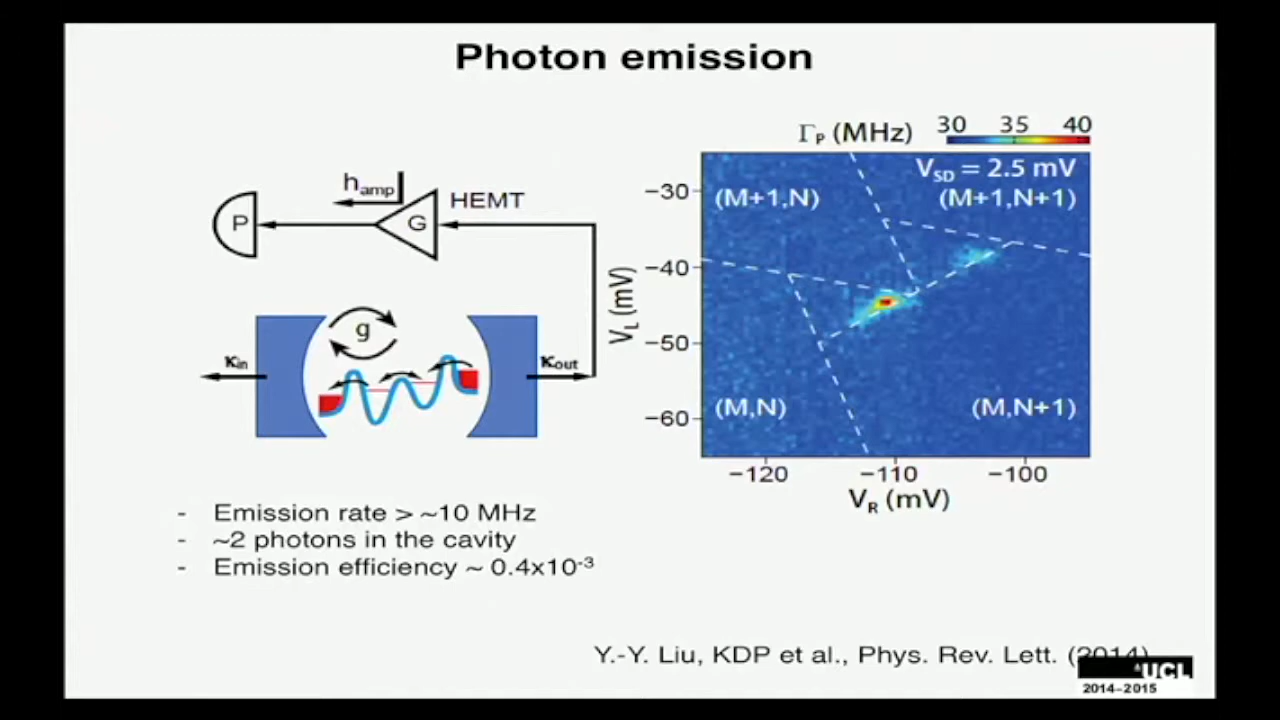 Photon emission
ΓP (MHz) 30 35 40
VSD = 2.5 mV
(M+1,N) (M+1,N+1)
(M,N) (M,N+1)
−30
−40
−50
−60
VL (mV)
−120 −110 −100
VR (mV)
hamp
HEMT
P
G
g
κin
κout
- Emission rate > ~10 MHz
- ~2 photons in the cavity
- Emission efficiency ~ 0.4x10-3
Y.-Y. Liu, KDP et al., Phys. Rev. Lett. (2014)
UCL
2014–2015